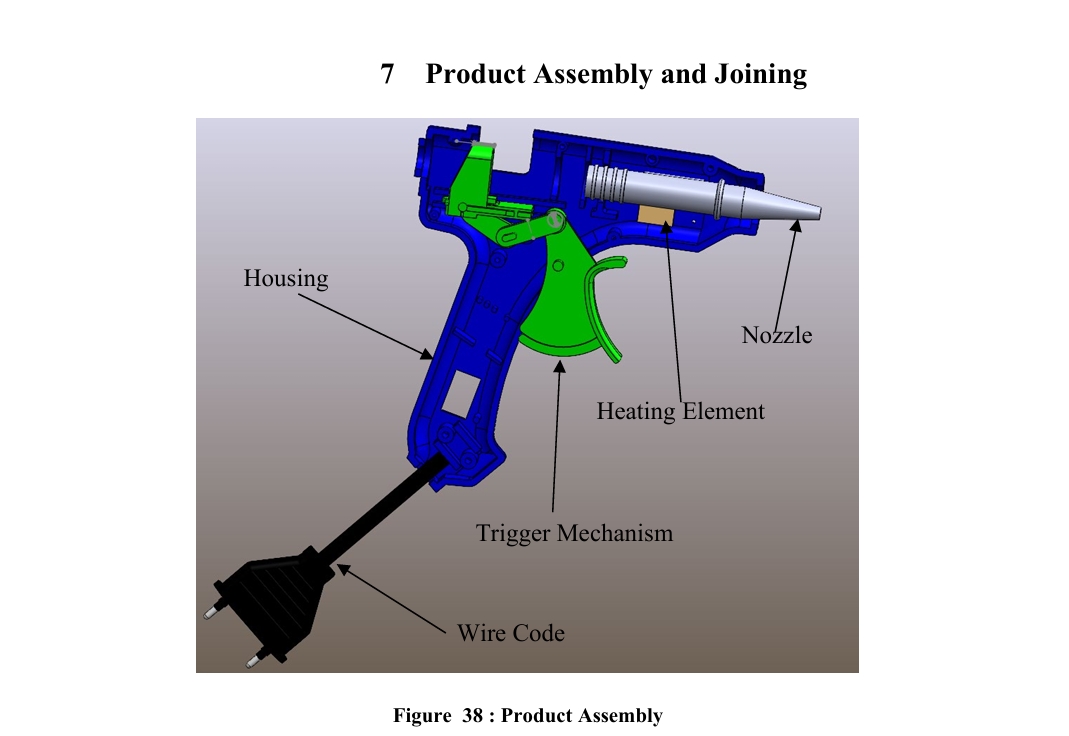 7 Product Assembly and Joining
Housing
Nozzle
Heating Element
Trigger Mechanism
Wire Code
Figure 38 : Product Assembly